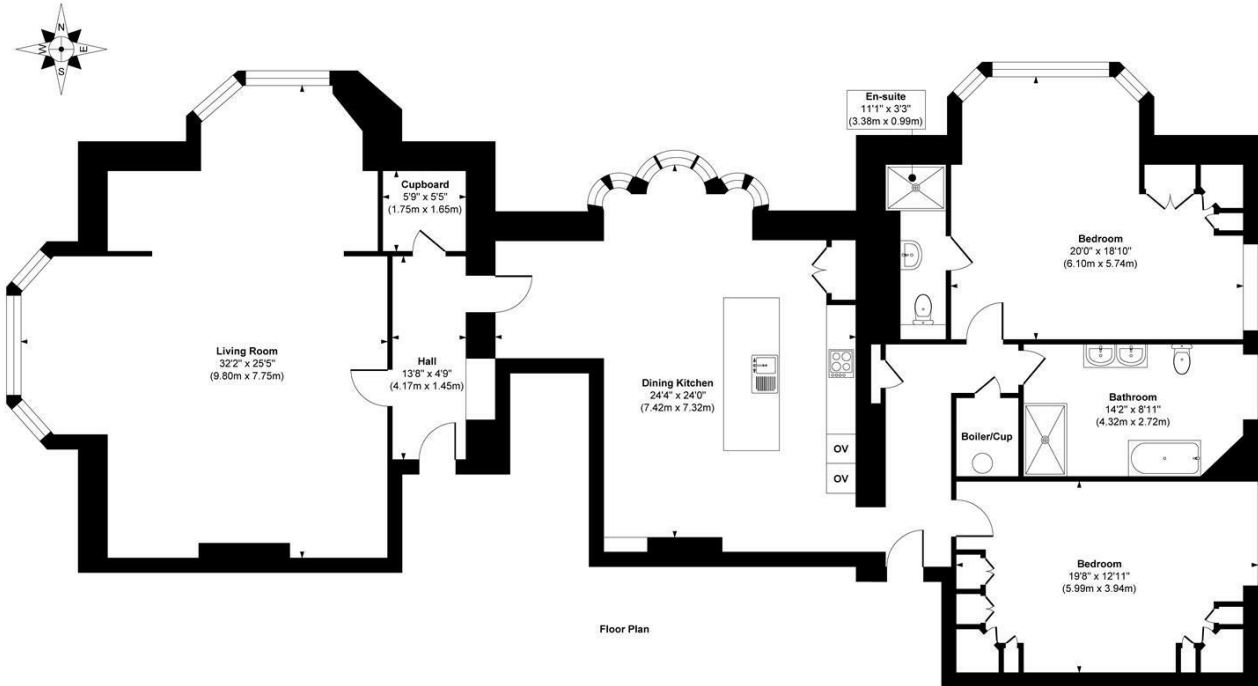 N
W
E
S
En-suite
11'1" x 3'3"
(3.38m x 0.99m)
Cupboard
5'9" x 5'5"
(1.75m x 1.65m)
Bedroom
20'0" x 18'10"
(6.10m x 5.74m)
Living Room
32'2" x 25'5"
(9.80m x 7.75m)
Hall
13'8" x 4'9"
(4.17m x 1.45m)
Dining Kitchen
24'4" x 24'0"
(7.42m x 7.32m)
Bathroom
14'2" x 8'11"
(4.32m x 2.72m)
Boiler/Cup
OV
OV
Bedroom
19'8" x 12'11"
(5.99m x 3.94m)
Floor Plan